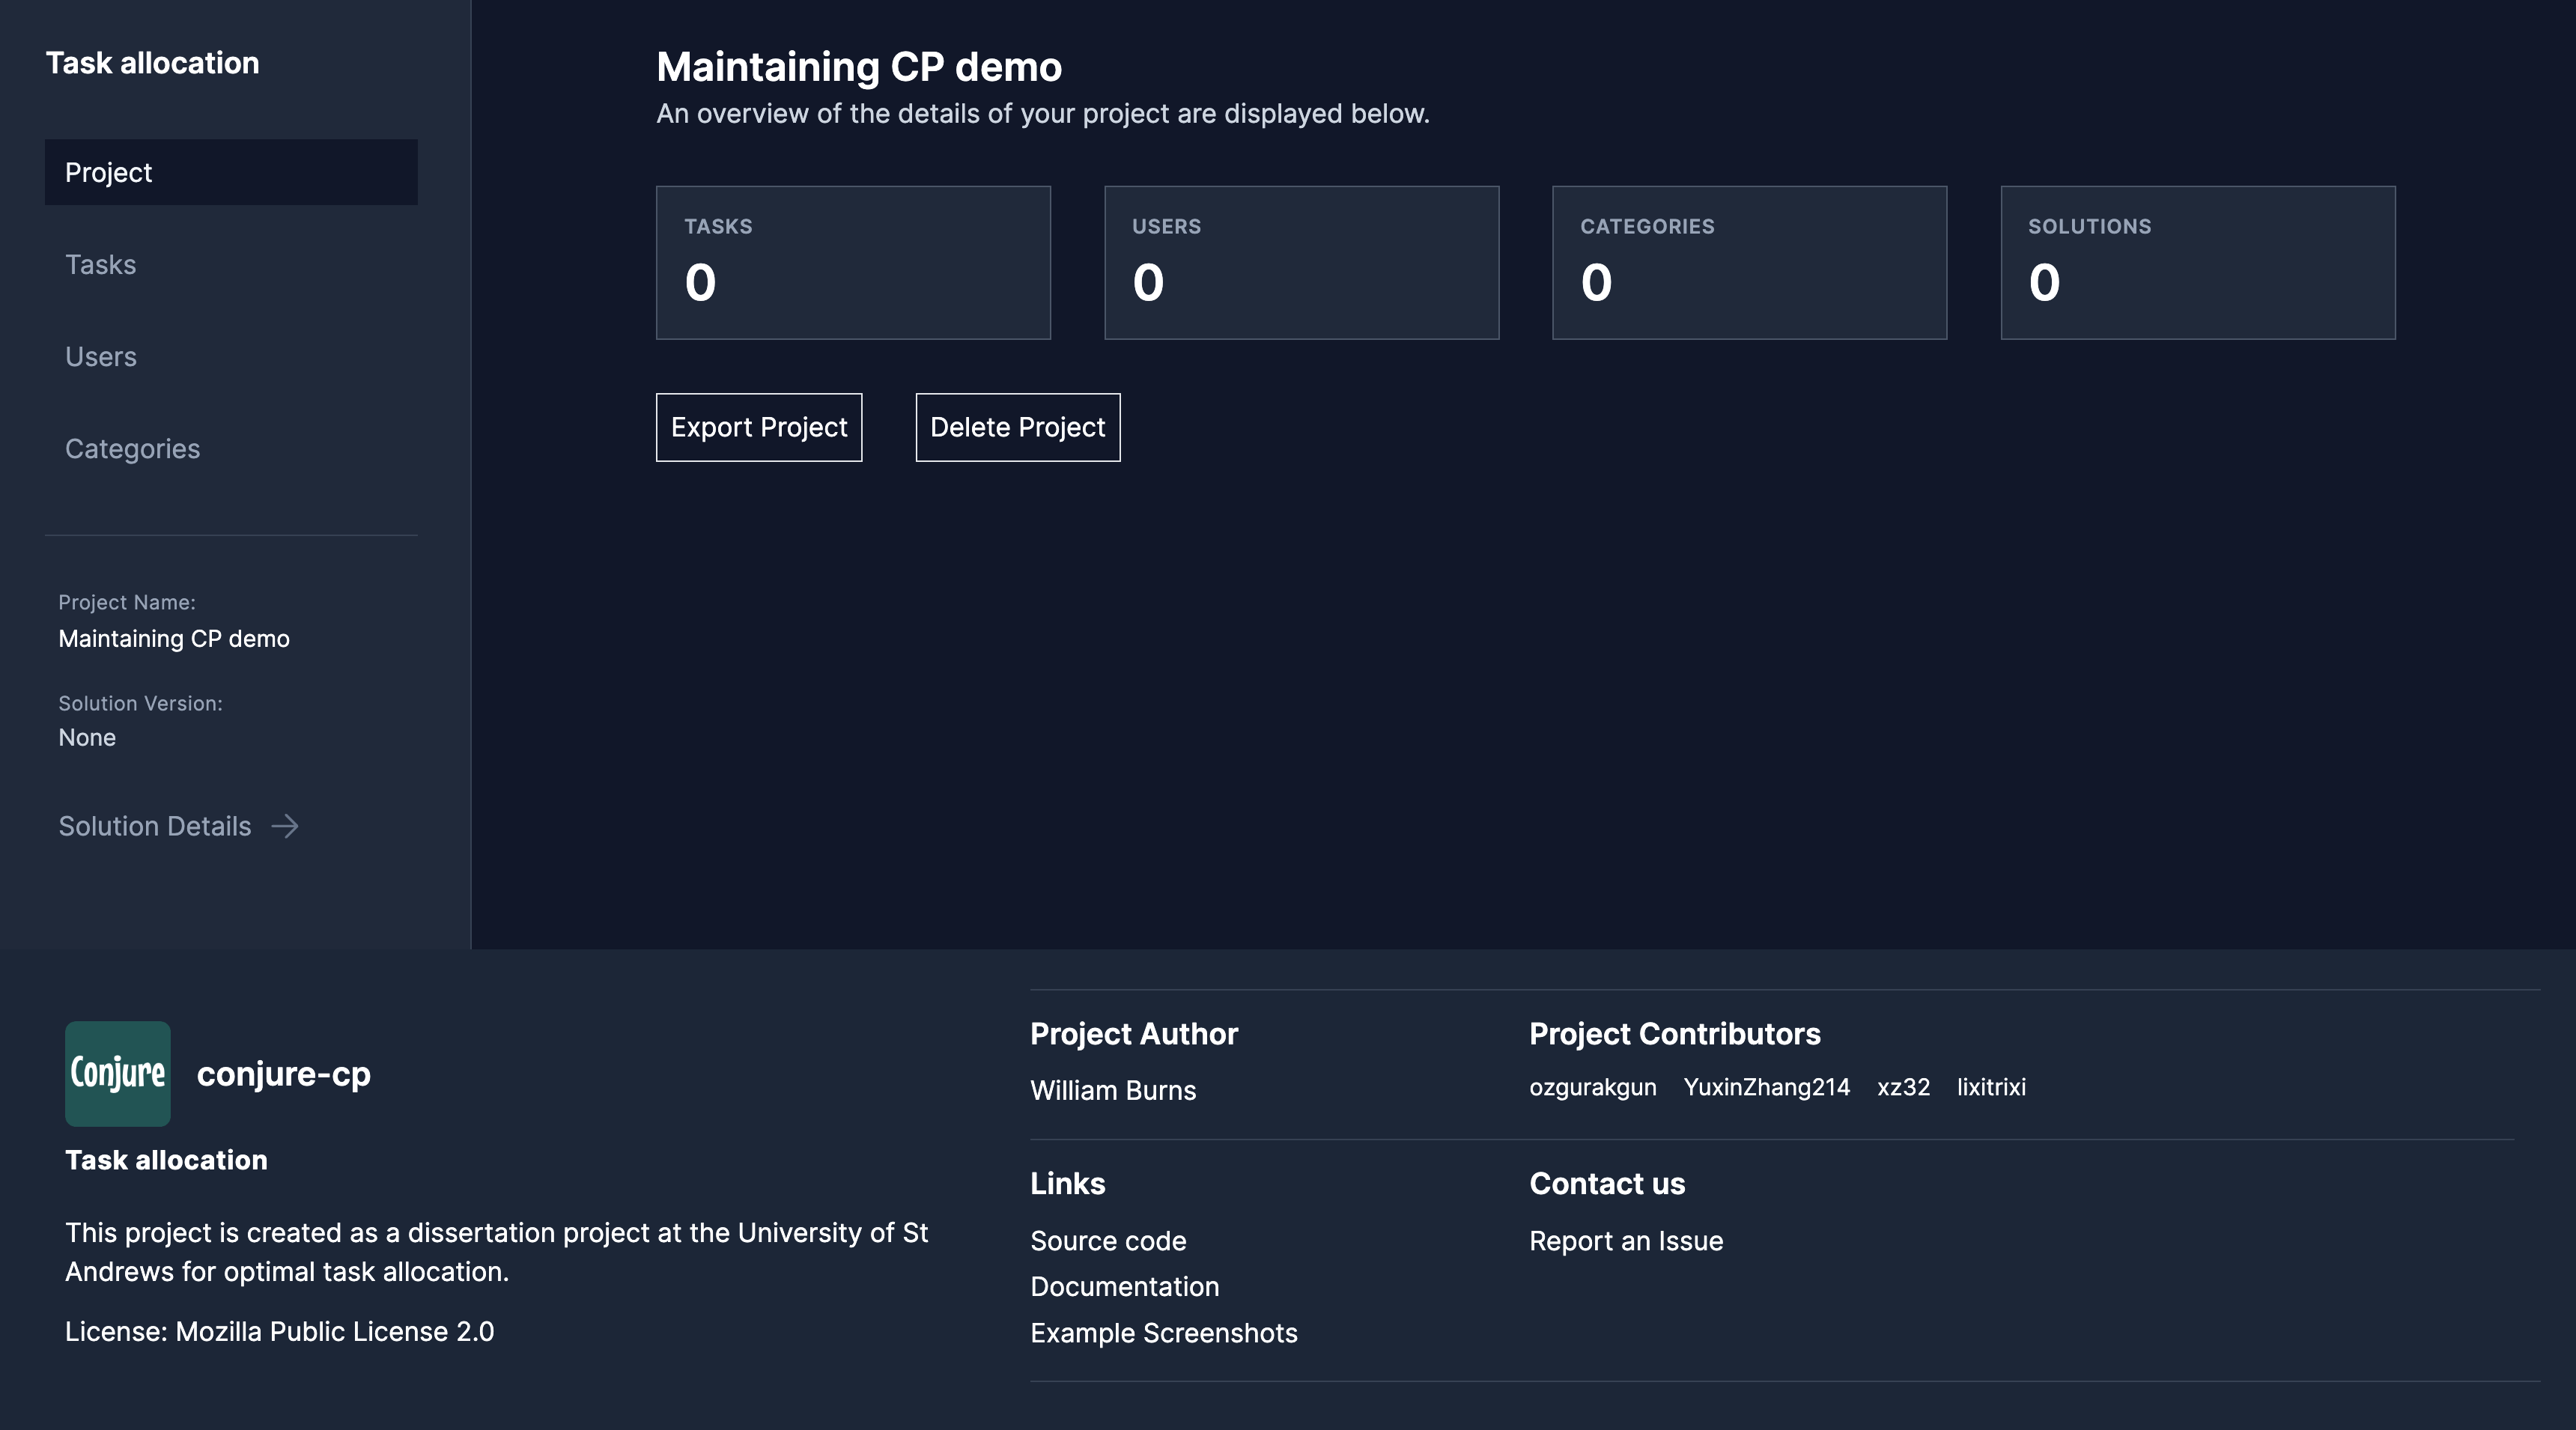 Task allocation
Project
Tasks
Users
Categories
Project Name:
Maintaining CP demo
Solution Version:
None
Solution Details
Maintaining CP demo
An overview of the details of your project are displayed below.
TASKS
0
USERS
0
CATEGORIES
0
SOLUTIONS
0
Export Project
Delete Project
Conjure
conjure-cp
Task allocation
This project is created as a dissertation project at the University of St
Andrews for optimal task allocation.
License: Mozilla Public License 2.0
Project Author
William Burns
Project Contributors
ozgurakgun YuxinZhang214 xz32 lixitrixi
Links
Source code
Documentation
Example Screenshots
Contact us
Report an Issue